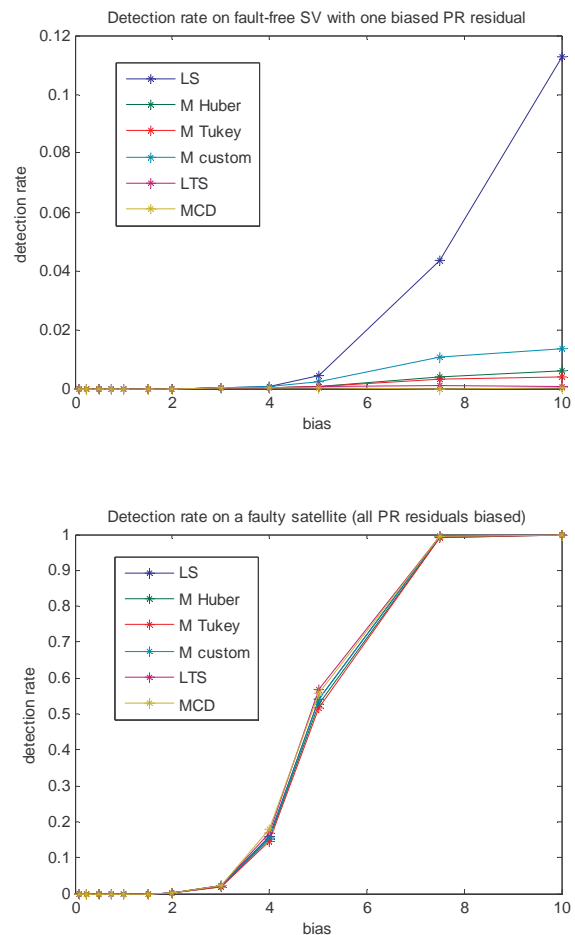 Detection rate on fault-free SV with one biased PR residual
0.12
0.1
0.08
0.06
0.04
0.02
0
detection rate
LS
M Huber
M Tukey
M custom
LTS
MCD
0 2 4 6 8 10
bias
Detection rate on a faulty satellite (all PR residuals biased)
1
0.9
0.8
0.7
0.6
0.5
0.4
0.3
0.2
0.1
0
detection rate
LS
M Huber
M Tukey
M custom
LTS
MCD
0 2 4 6 8 10
bias